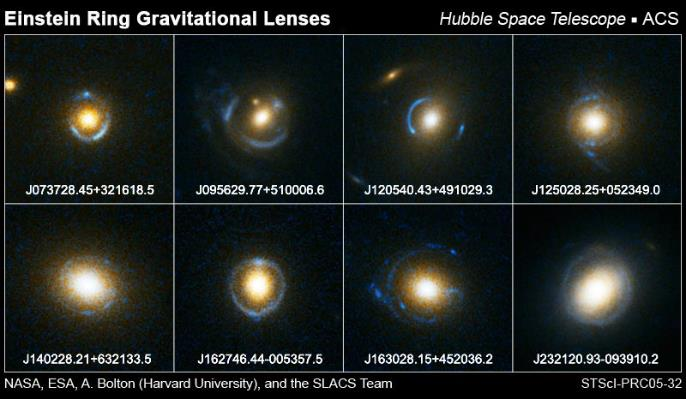 Einstein Ring Gravitational Lenses
Hubble Space Telescope ▪ ACS
J073728.45+321618.5
J095629.77+510006.6
J120540.43+491029.3
J125028.25+052349.0
J140228.21+632133.5
J162746.44-005357.5
J163028.15+452036.2
J232120.93-093910.2
NASA, ESA, A. Bolton (Harvard University), and the SLACS Team
STScI-PRC05-32